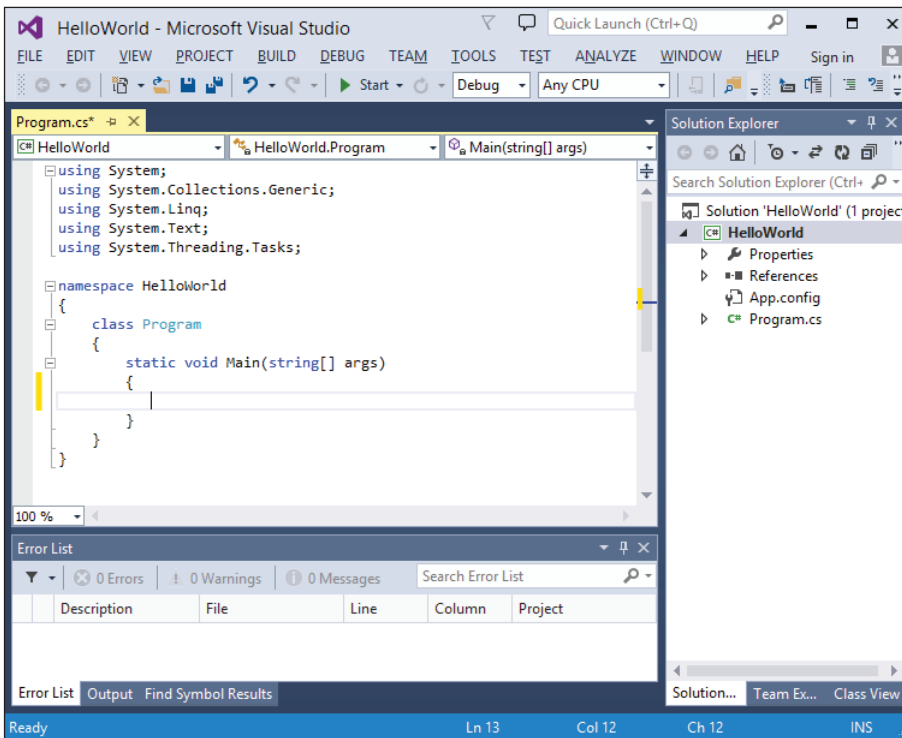 HelloWorld - Microsoft Visual Studio
Quick Launch (Ctrl+Q)
FILE EDIT VIEW PROJECT BUILD DEBUG TEAM TOOLS TEST ANALYZE WINDOW HELP Sign in
Start Debug Any CPU
Program.cs*
C# HelloWorld HelloWorld.Program Main(string[] args)
using System;
using System.Collections.Generic;
using System.Linq;
using System.Text;
using System.Threading.Tasks;
namespace HelloWorld
{
class Program
{
static void Main(string[] args)
{
}
}
}
100 %
Error List
0 Errors 0 Warnings 0 Messages Search Error List
Description File Line Column Project
Error List Output Find Symbol Results
Solution Explorer
Search Solution Explorer (Ctrl+
Solution 'HelloWorld' (1 projec
C# HelloWorld
Properties
References
App.config
C# Program.cs
Solution... Team Ex... Class View
Ready Ln 13 Col 12 Ch 12 INS